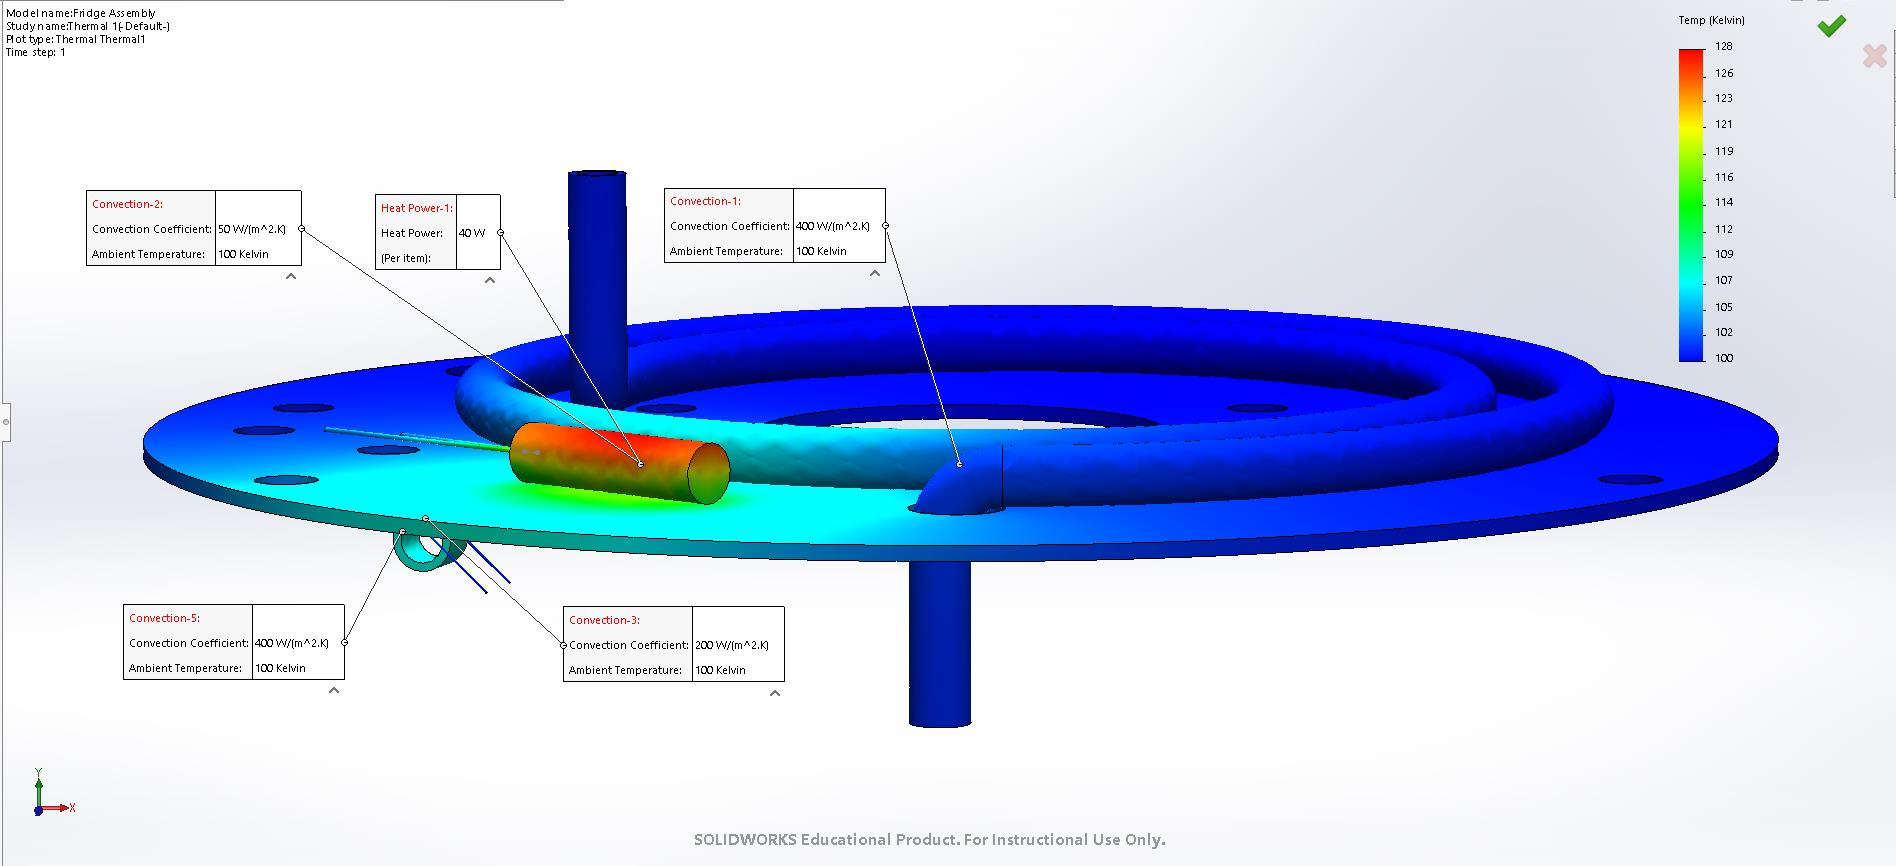 Model name:Fridge Assembly
Study name:Thermal 1(-Default-)
Plot type: Thermal Thermal1
Time step: 1
Temp (Kelvin)
128
126
123
121
119
116
114
112
109
107
105
102
100
Convection-2:
Convection Coefficient: 50 W/(m^2.K)
Ambient Temperature: 100 Kelvin
Heat Power-1:
Heat Power: 40 W
(Per item):
Convection-1:
Convection Coefficient: 400 W/(m^2.K)
Ambient Temperature: 100 Kelvin
Convection-5:
Convection Coefficient: 400 W/(m^2.K)
Ambient Temperature: 100 Kelvin
Convection-3:
Convection Coefficient: 200 W/(m^2.K)
Ambient Temperature: 100 Kelvin
Y
X
SOLIDWORKS Educational Product. For Instructional Use Only.